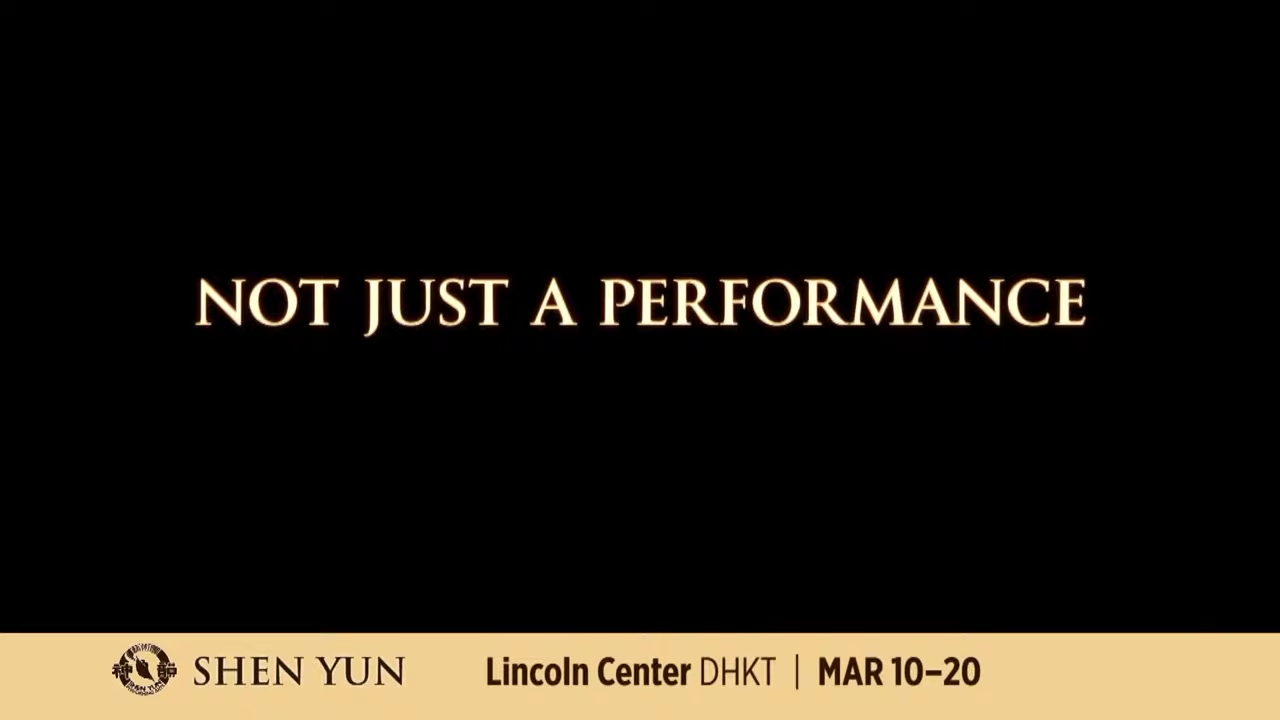 NOT JUST A PERFORMANCE
SHEN YUN Lincoln Center DHKT | MAR 10–20